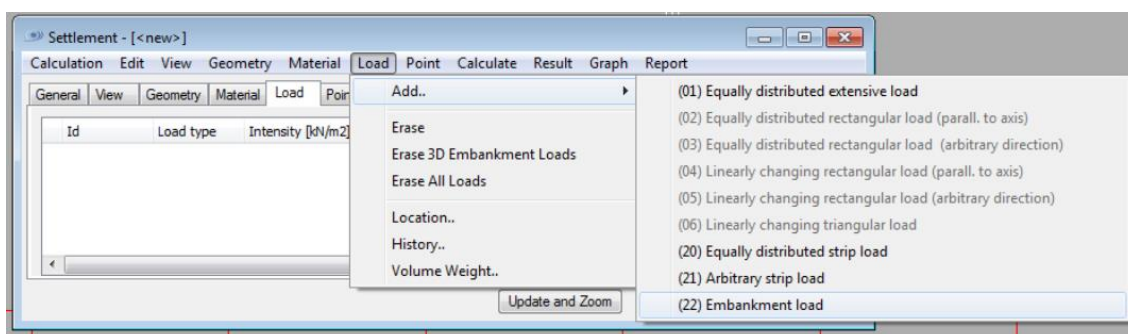 Settlement - [<new>]
Calculation Edit View Geometry Material Load Point Calculate Result Graph Report
General View Geometry Material Load
Id Load type Intensity [kN/m2]
Add..
Erase
Erase 3D Embankment Loads
Erase All Loads
Location..
History..
Volume Weight..
(01) Equally distributed extensive load
(02) Equally distributed rectangular load (parall. to axis)
(03) Equally distributed rectangular load (arbitrary direction)
(04) Linearly changing rectangular load (parall. to axis)
(05) Linearly changing rectangular load (arbitrary direction)
(06) Linearly changing triangular load
(20) Equally distributed strip load
(21) Arbitrary strip load
(22) Embankment load
Update and Zoom